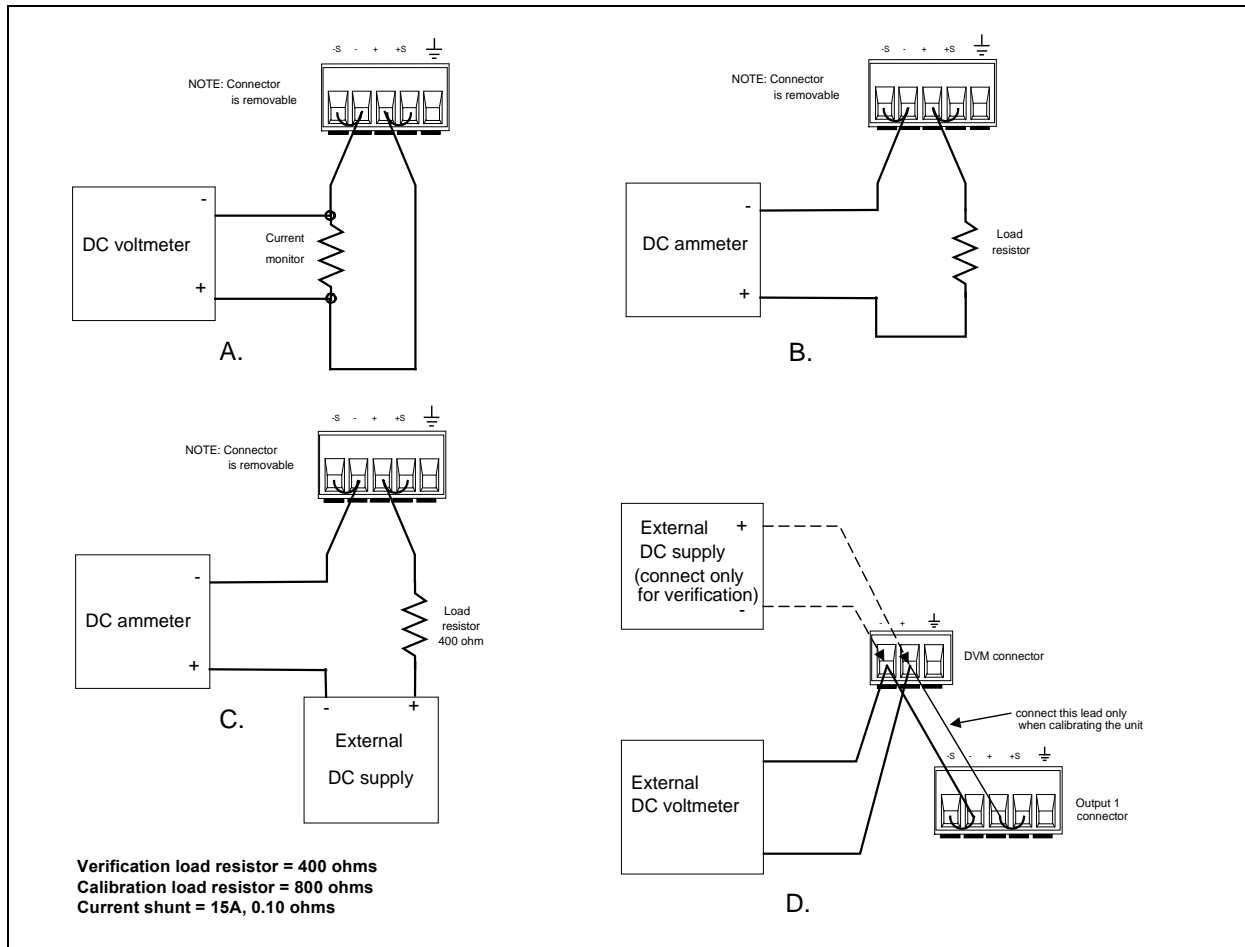 -S - + +S
NOTE: Connector
is removable
-
DC voltmeter
+
Current
monitor
A.
-S - + +S
NOTE: Connector
is removable
-
DC ammeter
+
Load
resistor
B.
-S - + +S
NOTE: Connector
is removable
-
DC ammeter
+
Load
resistor
400 ohm
- +
External
DC supply
C.
External +
DC supply
(connect only
for verification)
-
- +
DVM connector
connect this lead only
when calibrating the unit
External
DC voltmeter
-S - + +S
Output 1
connector
D.
Verification load resistor = 400 ohms
Calibration load resistor = 800 ohms
Current shunt = 15A, 0.10 ohms